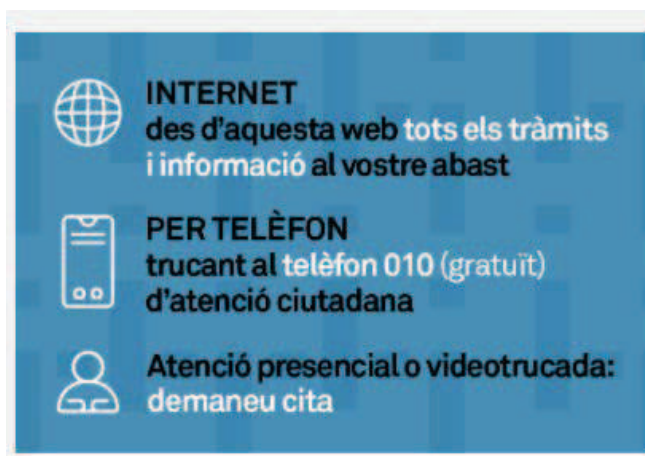 INTERNET
des d'aquesta web tots els tràmits
i informació al vostre abast
PER TELÈFON
trucant al telèfon 010 (gratuït)
d'atenció ciutadana
Atenció presencial o videotrucada:
demaneu cita